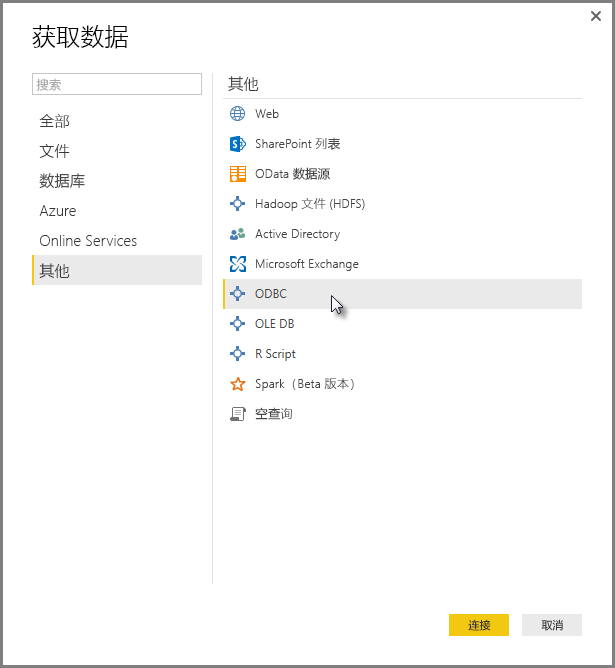 获取数据
搜索
全部
文件
数据库
Azure
Online Services
其他
其他
Web
SharePoint 列表
OData 数据源
Hadoop 文件 (HDFS)
Active Directory
Microsoft Exchange
ODBC
OLE DB
R Script
Spark（Beta 版本）
空查询
连接
取消